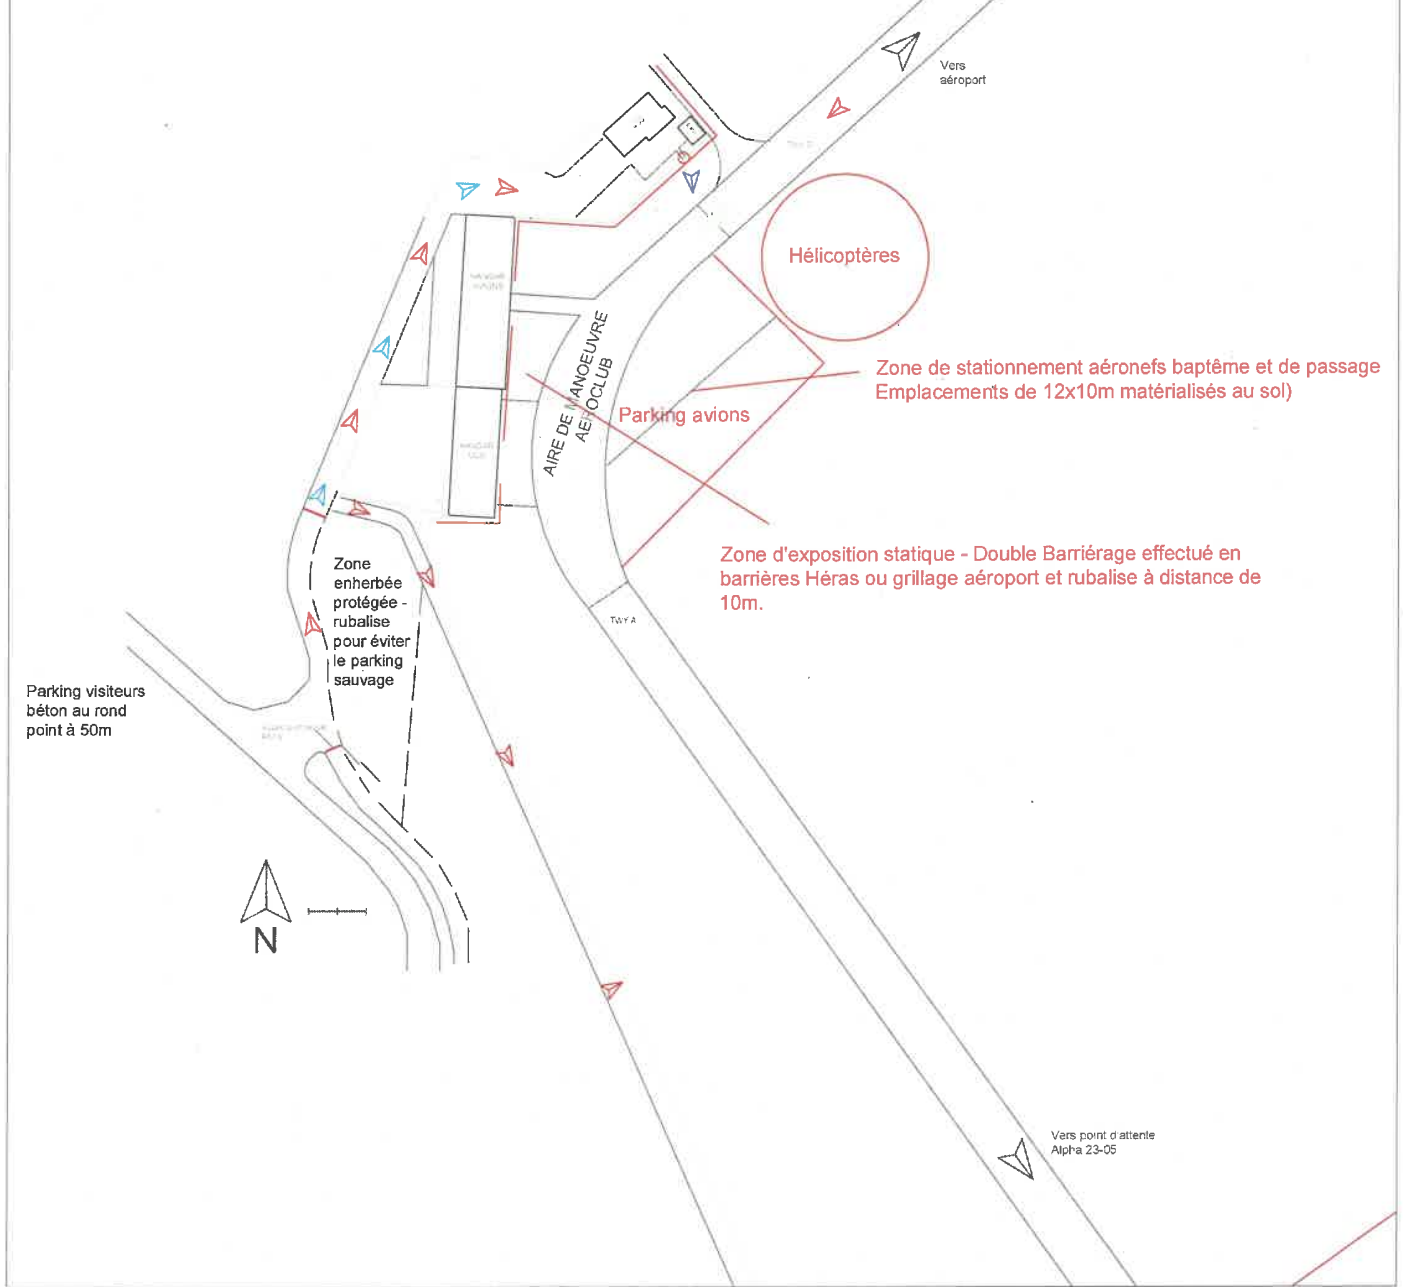 Vers
aéroport
Hélicoptères
Zone de stationnement aéronefs baptême et de passage
Emplacements de 12x10m matérialisés au sol)
AIRE DE MANOEUVRE
AEROCLUB
Parking avions
Zone d'exposition statique - Double Barriérage effectué en
barrières Héras ou grillage aéroport et rubalise à distance de
10m.
Zone
enherbée
protégée -
rubalise
pour éviter
le parking
sauvage
TWY A
Parking visiteurs
béton au rond
point à 50m
N
Vers point d'attente
Alpha 23-05